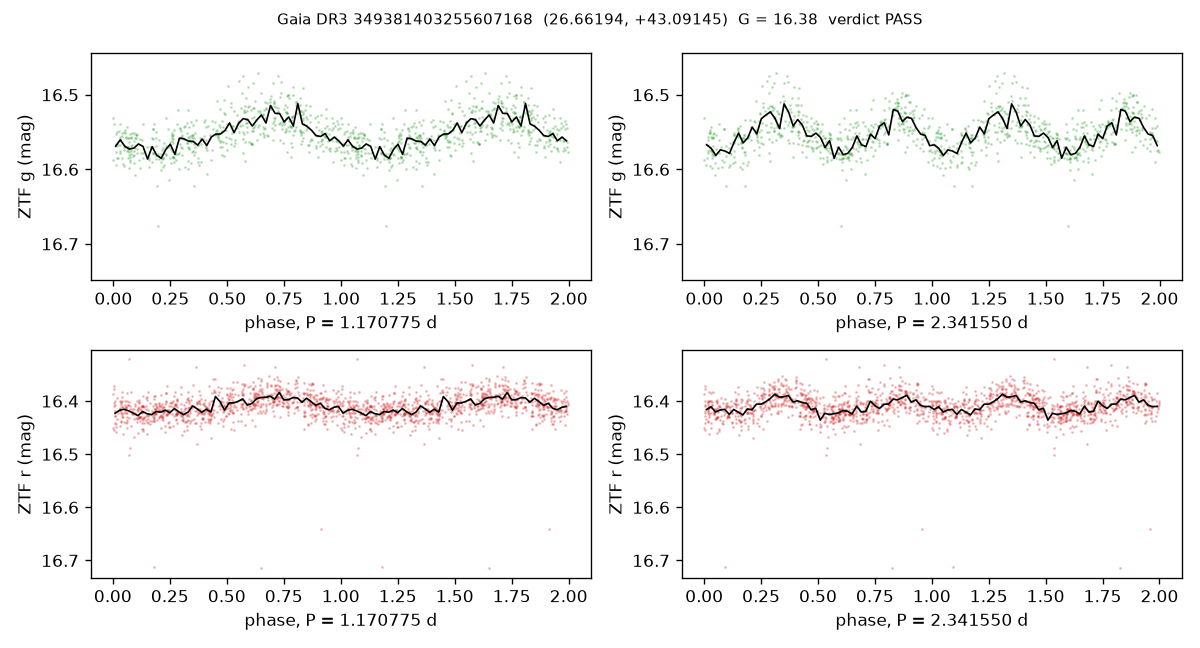 Gaia DR3 349381403255607168  (26.66194, +43.09145)  G = 16.38  verdict PASS
ZTF g (mag)
16.5
16.6
16.7
0.00 0.25 0.50 0.75 1.00 1.25 1.50 1.75 2.00
phase, P = 1.170775 d
ZTF g (mag)
16.5
16.6
16.7
0.00 0.25 0.50 0.75 1.00 1.25 1.50 1.75 2.00
phase, P = 2.341550 d
ZTF r (mag)
16.4
16.5
16.6
16.7
0.00 0.25 0.50 0.75 1.00 1.25 1.50 1.75 2.00
phase, P = 1.170775 d
ZTF r (mag)
16.4
16.5
16.6
16.7
0.00 0.25 0.50 0.75 1.00 1.25 1.50 1.75 2.00
phase, P = 2.341550 d